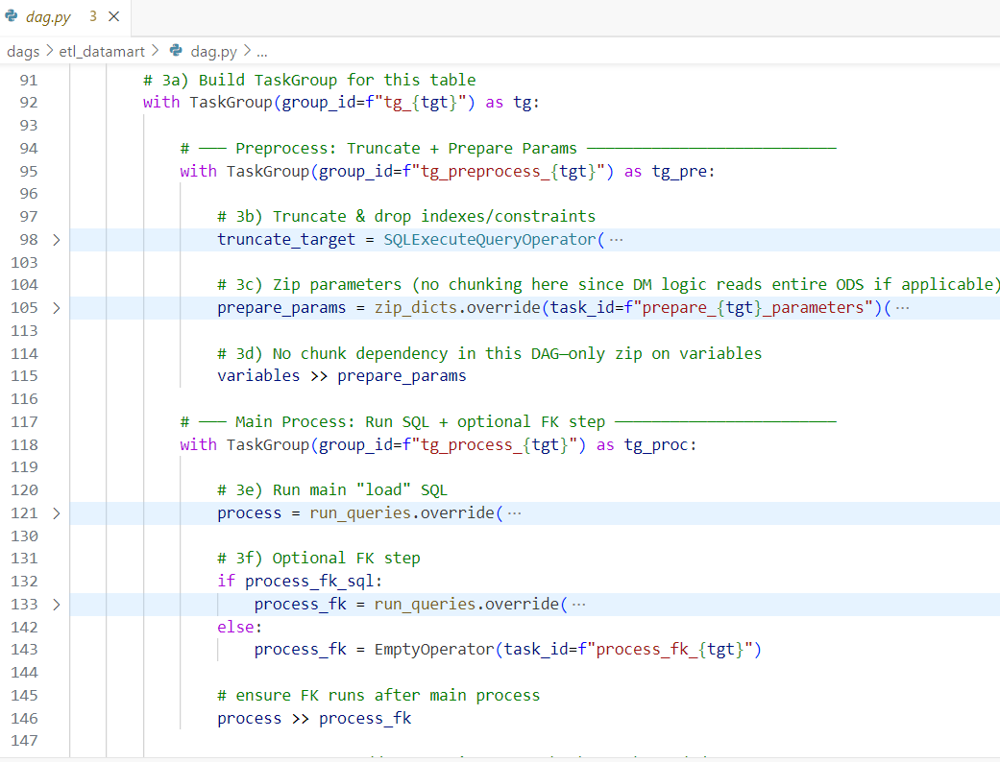 dag.py 3
dags > etl_datamart > dag.py > ...
91 # 3a) Build TaskGroup for this table
92 with TaskGroup(group_id=f"tg_{tgt}") as tg:
93
94 # ─── Preprocess: Truncate + Prepare Params ───────────────────────────
95 with TaskGroup(group_id=f"tg_preprocess_{tgt}") as tg_pre:
96
97 # 3b) Truncate & drop indexes/constraints
98 truncate_target = SQLExecuteQueryOperator( ···
103
104 # 3c) Zip parameters (no chunking here since DM logic reads entire ODS if applicable)
105 prepare_params = zip_dicts.override(task_id=f"prepare_{tgt}_parameters")( ···
113
114 # 3d) No chunk dependency in this DAG—only zip on variables
115 variables >> prepare_params
116
117 # ─── Main Process: Run SQL + optional FK step ────────────────────────
118 with TaskGroup(group_id=f"tg_process_{tgt}") as tg_proc:
119
120 # 3e) Run main "load" SQL
121 process = run_queries.override( ···
130
131 # 3f) Optional FK step
132 if process_fk_sql:
133 process_fk = run_queries.override( ···
142 else:
143 process_fk = EmptyOperator(task_id=f"process_fk_{tgt}")
144
145 # ensure FK runs after main process
146 process >> process_fk
147